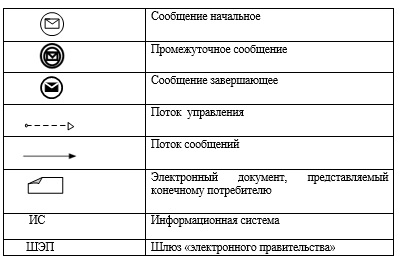 Сообщение начальное
Промежуточное сообщение
Сообщение завершающее
Поток управления
Поток сообщений
Электронный документ, представляемый
конечному потребителю
ИС Информационная система
ШЭП Шлюз «электронного правительства»